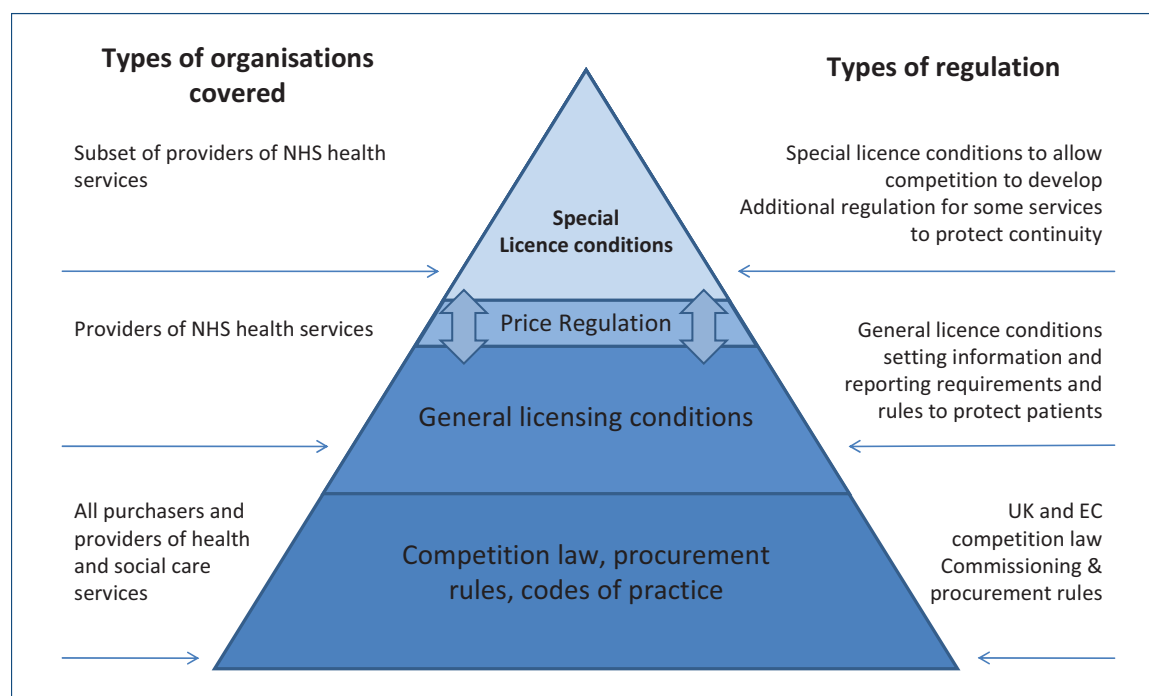 Types of organisations
covered
Subset of providers of NHS health
services
Providers of NHS health services
All purchasers and
providers of health
and social care
services
Special
Licence conditions
Price Regulation
General licensing conditions
Competition law, procurement
rules, codes of practice
Types of regulation
Special licence conditions to allow
competition to develop
Additional regulation for some services
to protect continuity
General licence conditions
setting information and
reporting requirements and
rules to protect patients
UK and EC
competition law
Commissioning &
procurement rules